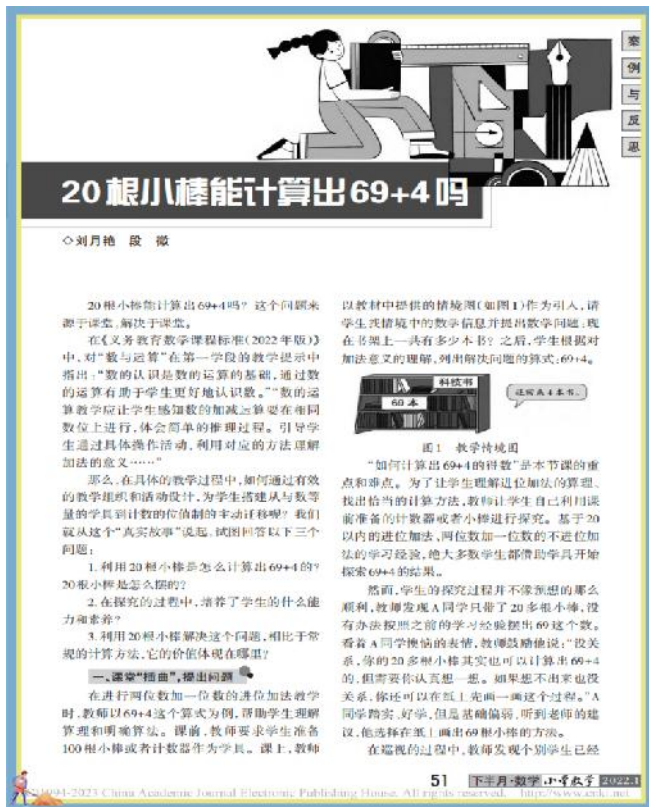 案
例
与
反
思
20根小棒能计算出69+4吗
◇刘月艳 段 微
20根小棒能计算出69+4吗？这个问题来
源于课堂，解决于课堂。
在《义务教育数学课程标准（2022年版）》
中，对“数与运算”在第一学段的教学提示中
指出：“数的认识是数的运算的基础，通过数
的运算有助于学生更好地认识数。”“数的运
算教学应让学生感知数的加减运算要在相同
数位上进行，体会简单的推理过程。引导学
生通过具体操作活动，利用对应的方法理解
加法的意义……”
那么，在具体的教学过程中，如何通过有效
的教学组织和活动设计，为学生搭建从与数等
量的学具到计数的位值制的主动迁移呢？我们
就从这个“真实故事”说起，试图回答以下三个
问题：
1.利用20根小棒是怎么计算出69+4的？
20根小棒是怎么摆的？
2.在探究的过程中，培养了学生的什么能
力和素养？
3.利用20根小棒解决这个问题，相比于常
规的计算方法，它的价值体现在哪里？
一、课堂“插曲”，提出问题
在进行两位数加一位数的进位加法教学
时，教师以69+4这个算式为例，帮助学生理解
算理和明确算法。课前，教师要求学生准备
100根小棒或者计数器作为学具。课上，教师
以教材中提供的情境图（如图1）作为引入，请
学生找情境中的数学信息并提出数学问题：现
在书架上一共有多少本书？之后，学生根据对
加法意义的理解，列出解决问题的算式：69+4。
科技书
69本
还回来4本书。
图1 教学情境图
“如何计算出69+4的得数”是本节课的重
点和难点。为了让学生理解进位加法的算理、
找出恰当的计算方法，教师让学生自己利用课
前准备的计数器或者小棒进行探究。基于20
以内的进位加法、两位数加一位数的不进位加
法的学习经验，绝大多数学生都借助学具开始
探索69+4的结果。
然而，学生的探究过程并不像预想的那么
顺利，教师发现A同学只带了20多根小棒，没
有办法按照之前的学习经验摆出69这个数。
看着A同学懊恼的表情，教师鼓励他说：“没关
系，你的20多根小棒其实也可以计算出69+4
的，但需要你认真想一想。如果想不出来也没
关系，你还可以在纸上先画一画这个过程。”A
同学踏实、好学，但是基础偏弱，听到老师的建
议，他选择在纸上画出69根小棒的方法。
在巡视的过程中，教师发现个别学生已经
51 下半月·数学 小学教学 2022.1
1994-2023 China Academic Journal Electronic Publishing House. All rights reserved. http://www.cnki.net